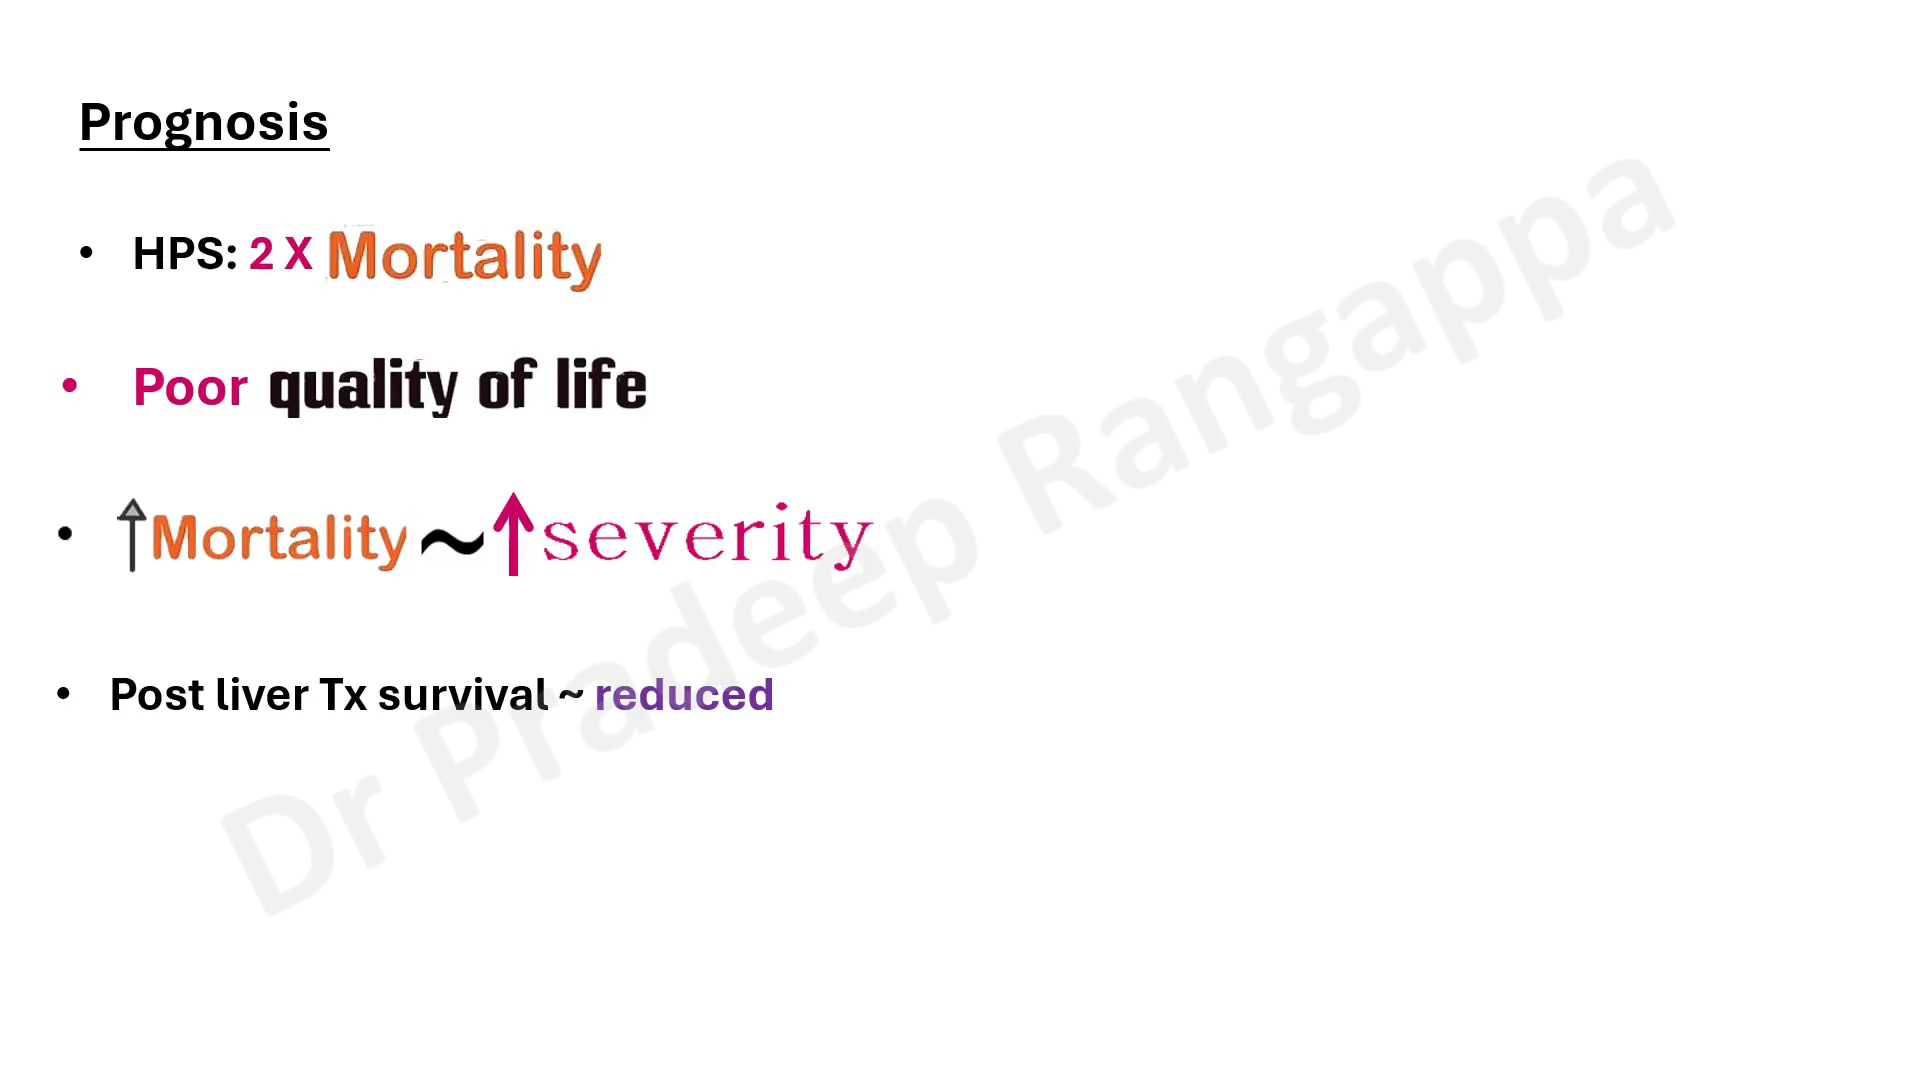 Prognosis
• HPS: 2 X Mortality
• Poor quality of life
• ↑Mortality ~ ↑severity
• Post liver Tx survival ~ reduced
Dr Pradeep Rangappa